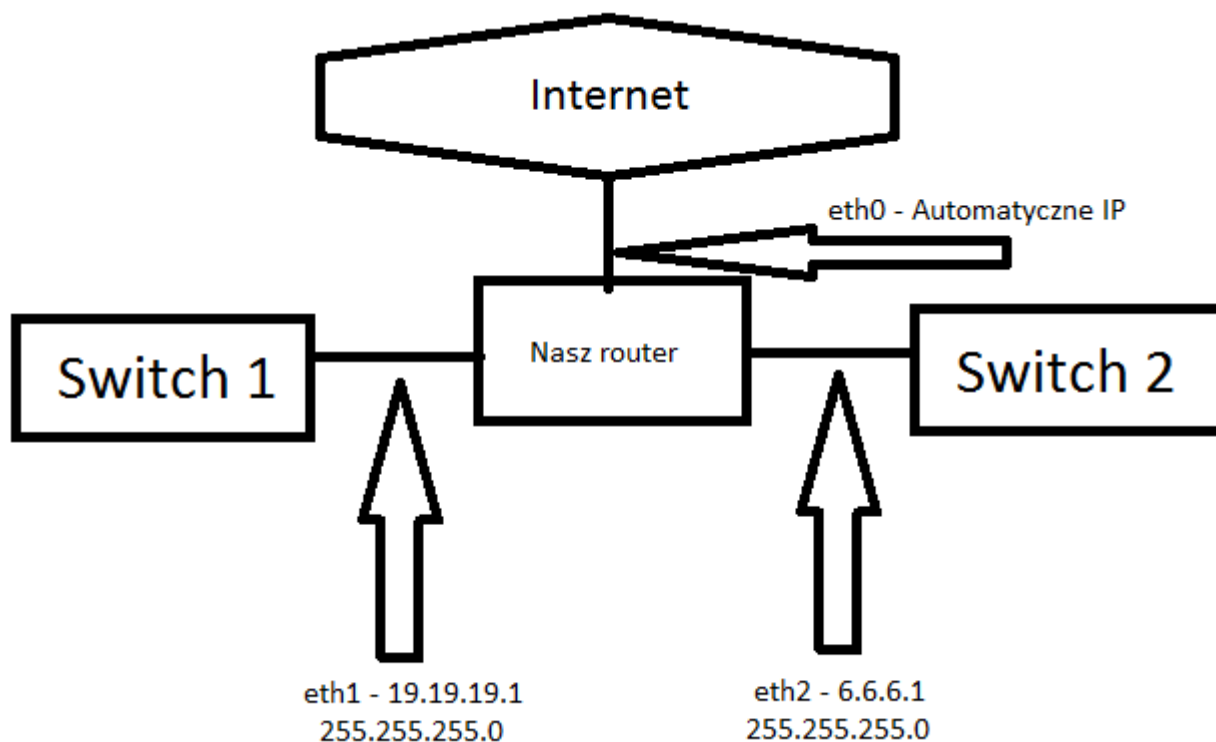 Internet
eth0 - Automatyczne IP
Switch 1
Nasz router
Switch 2
eth1 - 19.19.19.1
255.255.255.0
eth2 - 6.6.6.1
255.255.255.0